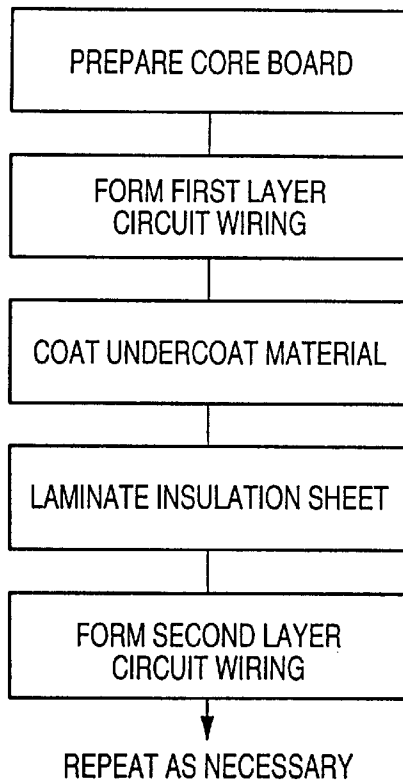 PREPARE CORE BOARD
FORM FIRST LAYER
CIRCUIT WIRING
COAT UNDERCOAT MATERIAL
LAMINATE INSULATION SHEET
FORM SECOND LAYER
CIRCUIT WIRING
REPEAT AS NECESSARY